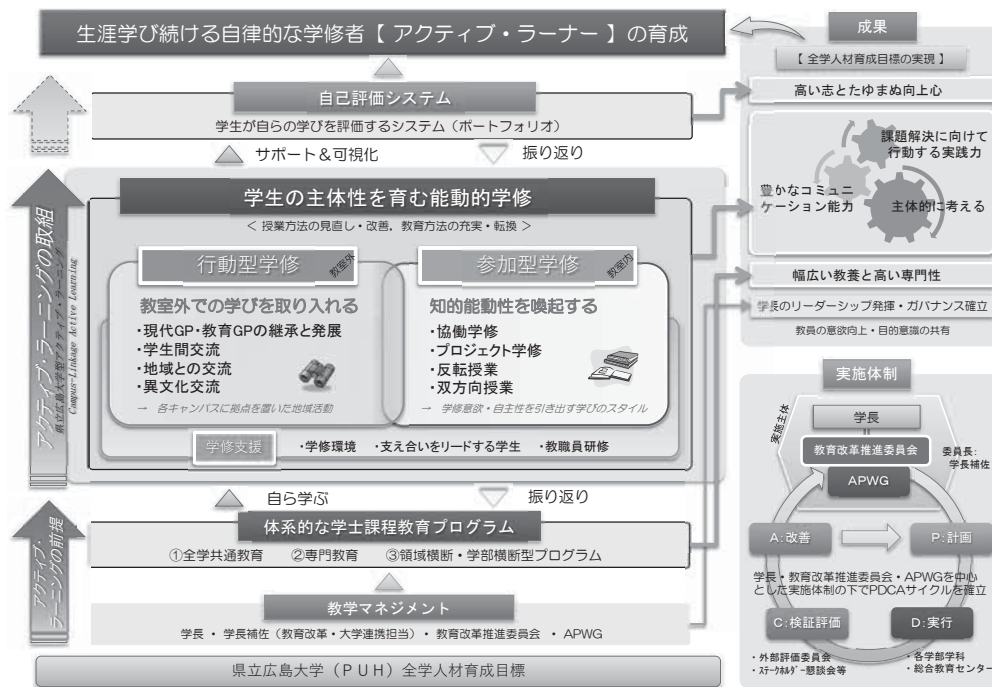 生涯学び続ける自律的な学修者【 アクティブ・ラーナー 】の育成
自己評価システム
学生が自らの学びを評価するシステム（ポートフォリオ）
サポート＆可視化
振り返り
アクティブ・ラーニングの取組
県立広島大学型アクティブ・ラーニング
Campus-Linkage Active Learning
学生の主体性を育む能動的学修
＜ 授業方法の見直し・改善，教育方法の充実・転換 ＞
行動型学修
教室外
教室外での学びを取り入れる
・現代GP・教育GPの継承と発展
・学生間交流
・地域との交流
・異文化交流
→ 各キャンパスに拠点を置いた地域活動
参加型学修
教室内
知的能動性を喚起する
・協働学修
・プロジェクト学修
・反転授業
・双方向授業
→ 学修意欲・自主性を引き出す学びのスタイル
学修支援
・学修環境 ・支え合いをリードする学生 ・教職員研修
自ら学ぶ
振り返り
アクティブ・
ラーニングの前提
体系的な学士課程教育プログラム
①全学共通教育 ②専門教育 ③領域横断・学部横断型プログラム
教学マネジメント
学長 ・ 学長補佐（教育改革・大学連携担当）・ 教育改革推進委員会 ・ APWG
県立広島大学（ＰＵＨ）全学人材育成目標
成果
【 全学人材育成目標の実現 】
高い志とたゆまぬ向上心
課題解決に向けて
行動する実践力
豊かなコミュニ
ケーション能力
主体的に考える
幅広い教養と高い専門性
学長のリーダーシップ発揮・ガバナンス確立
教員の意欲向上・目的意識の共有
実施体制
実施主体
学長
教育改革推進委員会
委員長：
学長補佐
APWG
A:改善
P:計画
学長・教育改革推進委員会・APWGを中心
とした実施体制の下でPDCAサイクルを確立
C:検証評価
D:実行
・外部評価委員会
・ｽﾃｰｸﾎﾙﾀﾞｰ懇談会等
・各学部学科
・総合教育センター